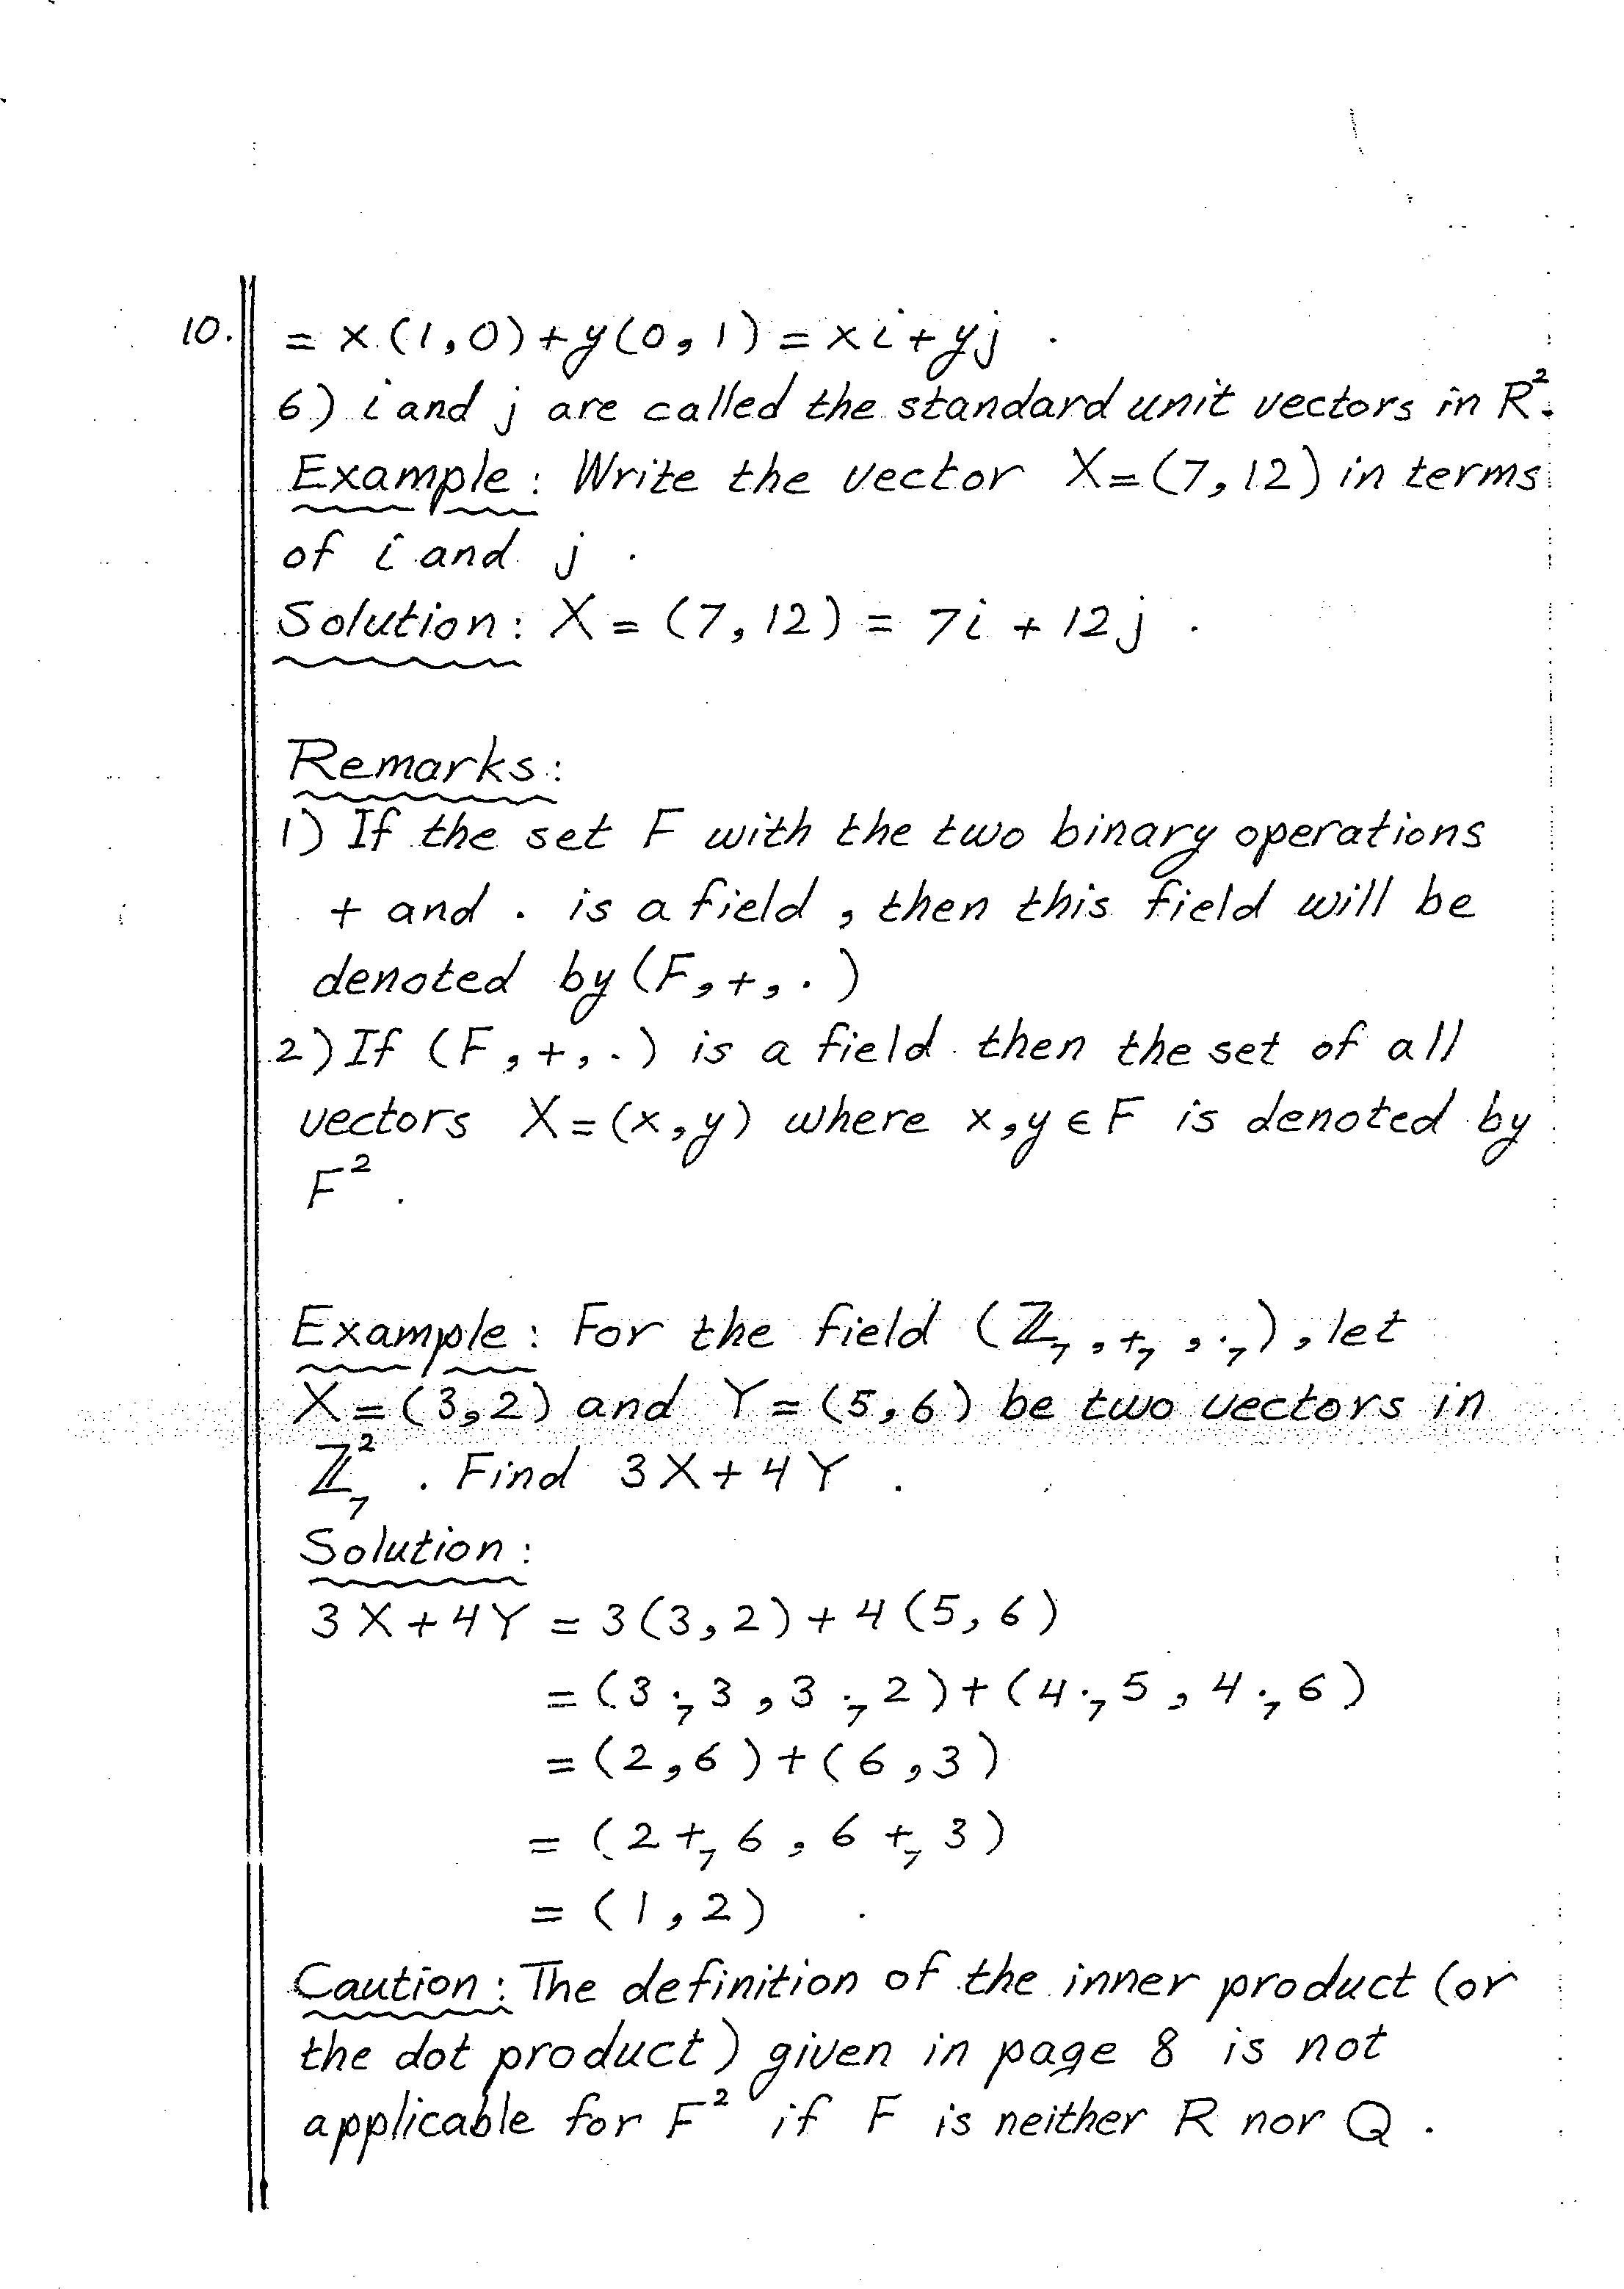 10. = x(1,0)+y(0,1)=xi+yj .
6) i and j are called the standard unit vectors in R².
Example: Write the vector X=(7,12) in terms
of i and j .
Solution: X=(7,12) = 7i + 12j .
Remarks:
1) If the set F with the two binary operations
+ and . is a field , then this field will be
denoted by (F,+,.)
2) If (F,+,.) is a field then the set of all
vectors X=(x,y) where x,y∈F is denoted by
F² .
Example: For the field (ℤ₇ , +₇ , .₇) , let
X=(3,2) and Y=(5,6) be two vectors in
ℤ₇² . Find 3X+4Y .
Solution:
3X+4Y = 3(3,2)+4(5,6)
=(3 .₇ 3 , 3 .₇ 2)+(4 .₇ 5 , 4 .₇ 6)
=(2,6)+(6,3)
= (2 +₇ 6 , 6 +₇ 3)
= (1,2) .
Caution: The definition of the inner product (or
the dot product) given in page 8 is not
applicable for F² if F is neither R nor Q .